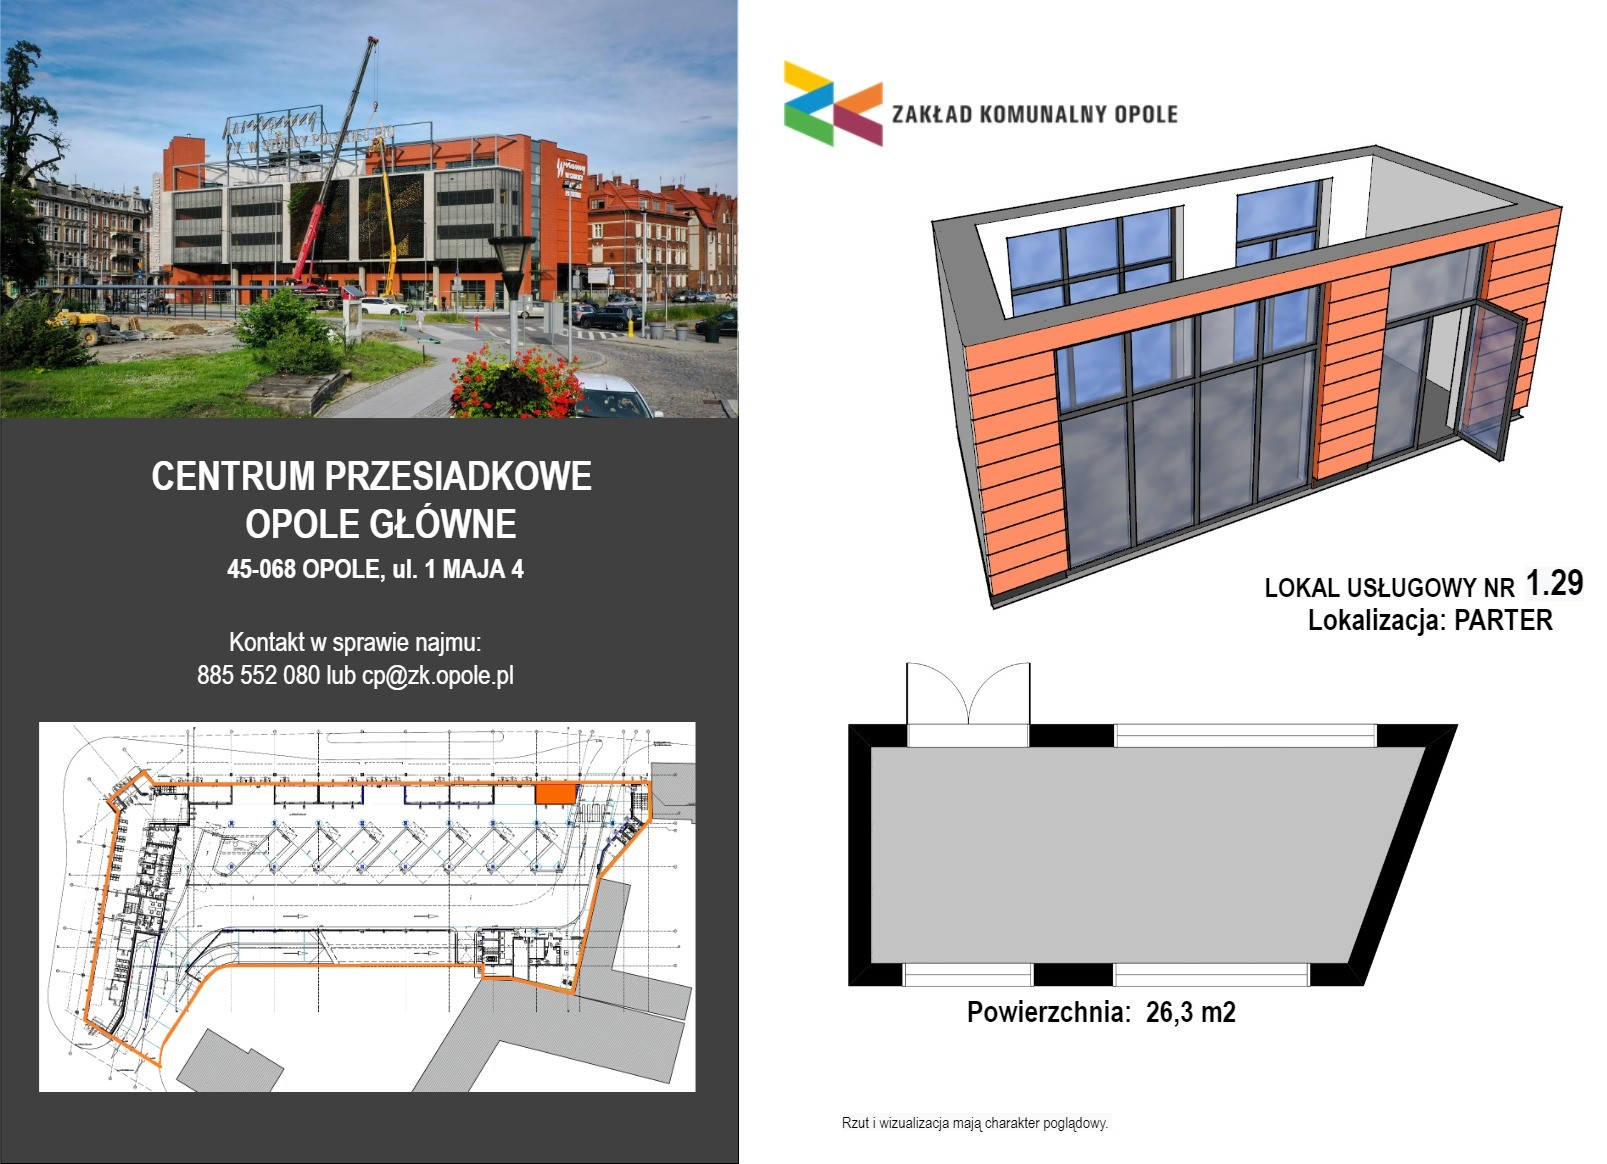 CENTRUM PRZESIADKOWE
OPOLE GŁÓWNE
45-068 OPOLE, ul. 1 MAJA 4
Kontakt w sprawie najmu:
885 552 080 lub cp@zk.opole.pl
ZAKŁAD KOMUNALNY OPOLE
LOKAL USŁUGOWY NR 1.29
Lokalizacja: PARTER
Powierzchnia: 26,3 m2
Rzut i wizualizacja mają charakter poglądowy.